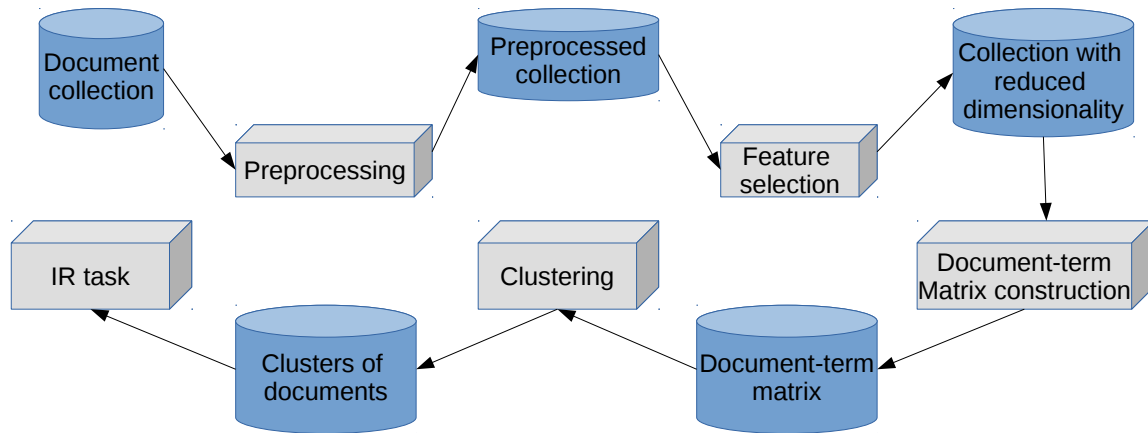 Document
collection
Preprocessing
Preprocessed
collection
Feature
selection
Collection with
reduced
dimensionality
Document-term
Matrix construction
Document-term
matrix
Clustering
Clusters of
documents
IR task